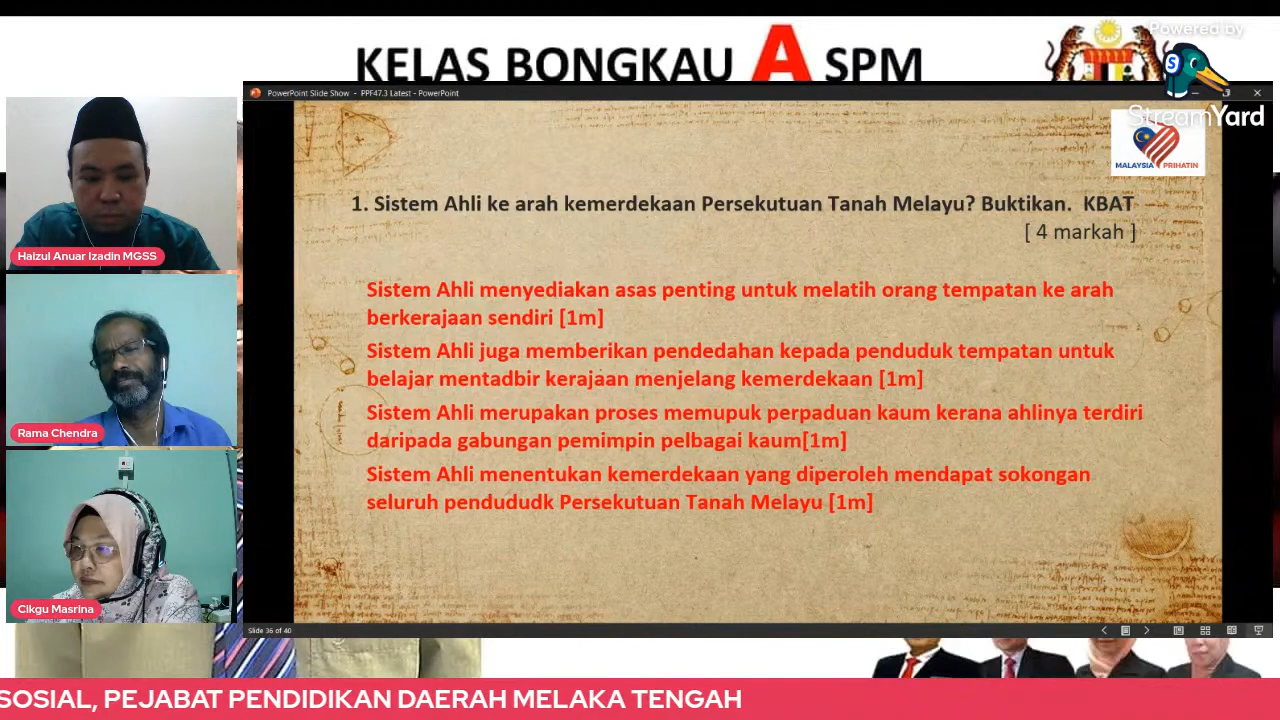 KELAS BONGKAU A SPM
Powered by
StreamYard
PowerPoint Slide Show - PPF47.3 Latest - PowerPoint
MALAYSIA PRIHATIN
1. Sistem Ahli ke arah kemerdekaan Persekutuan Tanah Melayu? Buktikan. KBAT
[ 4 markah ]
Sistem Ahli menyediakan asas penting untuk melatih orang tempatan ke arah
berkerajaan sendiri [1m]
Sistem Ahli juga memberikan pendedahan kepada penduduk tempatan untuk
belajar mentadbir kerajaan menjelang kemerdekaan [1m]
Sistem Ahli merupakan proses memupuk perpaduan kaum kerana ahlinya terdiri
daripada gabungan pemimpin pelbagai kaum[1m]
Sistem Ahli menentukan kemerdekaan yang diperoleh mendapat sokongan
seluruh pendududk Persekutuan Tanah Melayu [1m]
Slide 36 of 40
Haizul Anuar Izadin MGSS
Rama Chendra
Cikgu Masrina
SOSIAL, PEJABAT PENDIDIKAN DAERAH MELAKA TENGAH